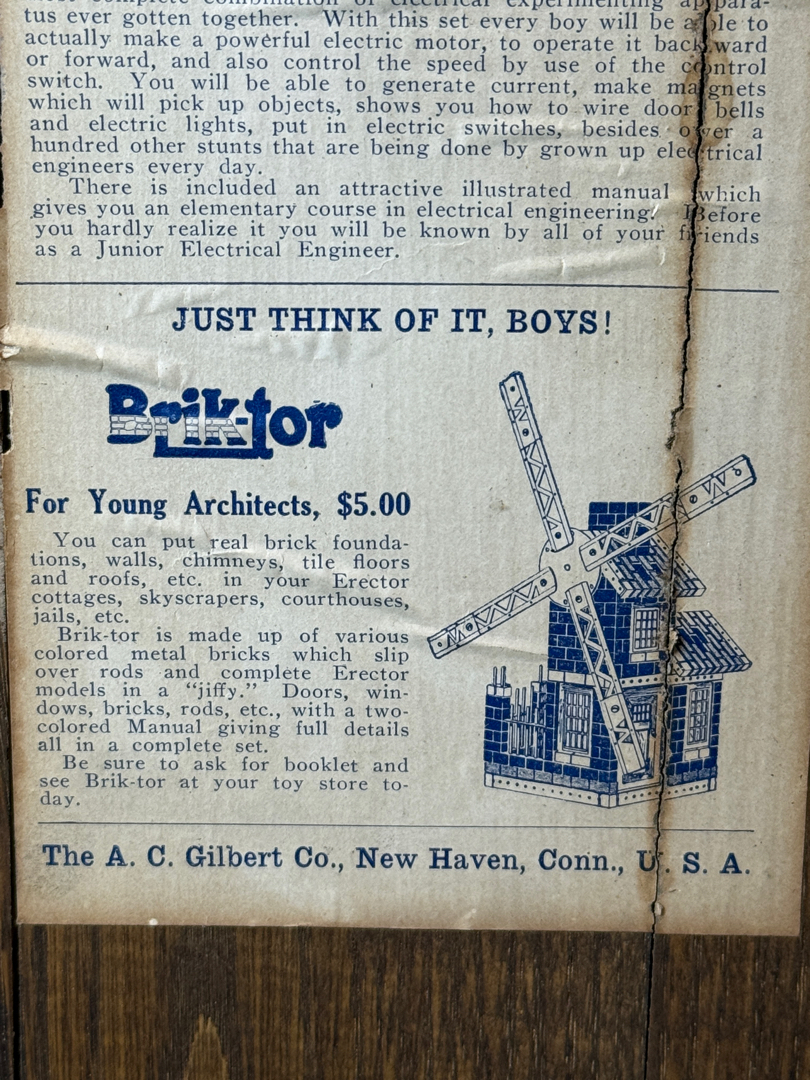 most complete combination of electrical experimenting appara-
tus ever gotten together. With this set every boy will be able to
actually make a powerful electric motor, to operate it backward
or forward, and also control the speed by use of the control
switch. You will be able to generate current, make magnets
which will pick up objects, shows you how to wire door bells
and electric lights, put in electric switches, besides over a
hundred other stunts that are being done by grown up electrical
engineers every day.
There is included an attractive illustrated manual which
gives you an elementary course in electrical engineering. Before
you hardly realize it you will be known by all of your friends
as a Junior Electrical Engineer.
JUST THINK OF IT, BOYS!
Brik-tor
For Young Architects, $5.00
You can put real brick founda-
tions, walls, chimneys, tile floors
and roofs, etc. in your Erector
cottages, skyscrapers, courthouses,
jails, etc.
Brik-tor is made up of various
colored metal bricks which slip
over rods and complete Erector
models in a “jiffy.” Doors, win-
dows, bricks, rods, etc., with a two-
colored Manual giving full details
all in a complete set.
Be sure to ask for booklet and
see Brik-tor at your toy store to-
day.
The A. C. Gilbert Co., New Haven, Conn., U. S. A.